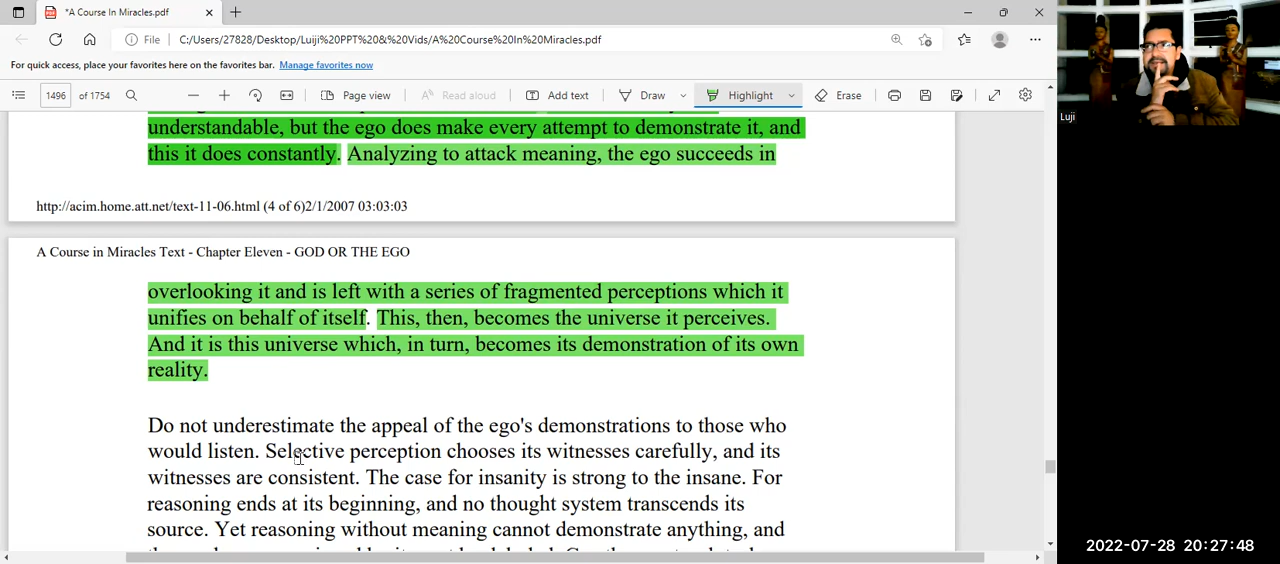 *A Course In Miracles.pdf
File
C:/Users/27828/Desktop/Luiji%20PPT%20&%20Vids/A%20Course%20In%20Miracles.pdf
For quick access, place your favorites here on the favorites bar. Manage favorites now
1496 of 1754
Page view
Read aloud
Add text
Draw
Highlight
Erase
understandable, but the ego does make every attempt to demonstrate it, and
this it does constantly. Analyzing to attack meaning, the ego succeeds in
http://acim.home.att.net/text-11-06.html (4 of 6)2/1/2007 03:03:03
A Course in Miracles Text - Chapter Eleven - GOD OR THE EGO
overlooking it and is left with a series of fragmented perceptions which it
unifies on behalf of itself. This, then, becomes the universe it perceives.
And it is this universe which, in turn, becomes its demonstration of its own
reality.
Do not underestimate the appeal of the ego's demonstrations to those who
would listen. Selective perception chooses its witnesses carefully, and its
witnesses are consistent. The case for insanity is strong to the insane. For
reasoning ends at its beginning, and no thought system transcends its
source. Yet reasoning without meaning cannot demonstrate anything, and
Luji
2022-07-28 20:27:48